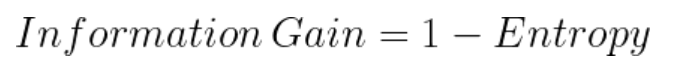 Information Gain = 1 − Entropy